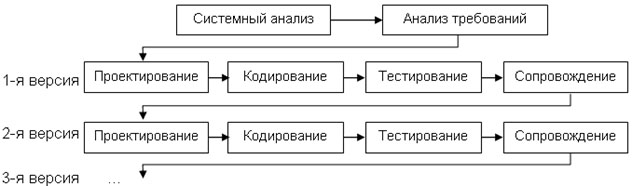 Системный анализ Анализ требований
1-я версия Проектирование Кодирование Тестирование Сопровождение
2-я версия Проектирование Кодирование Тестирование Сопровождение
3-я версия ...